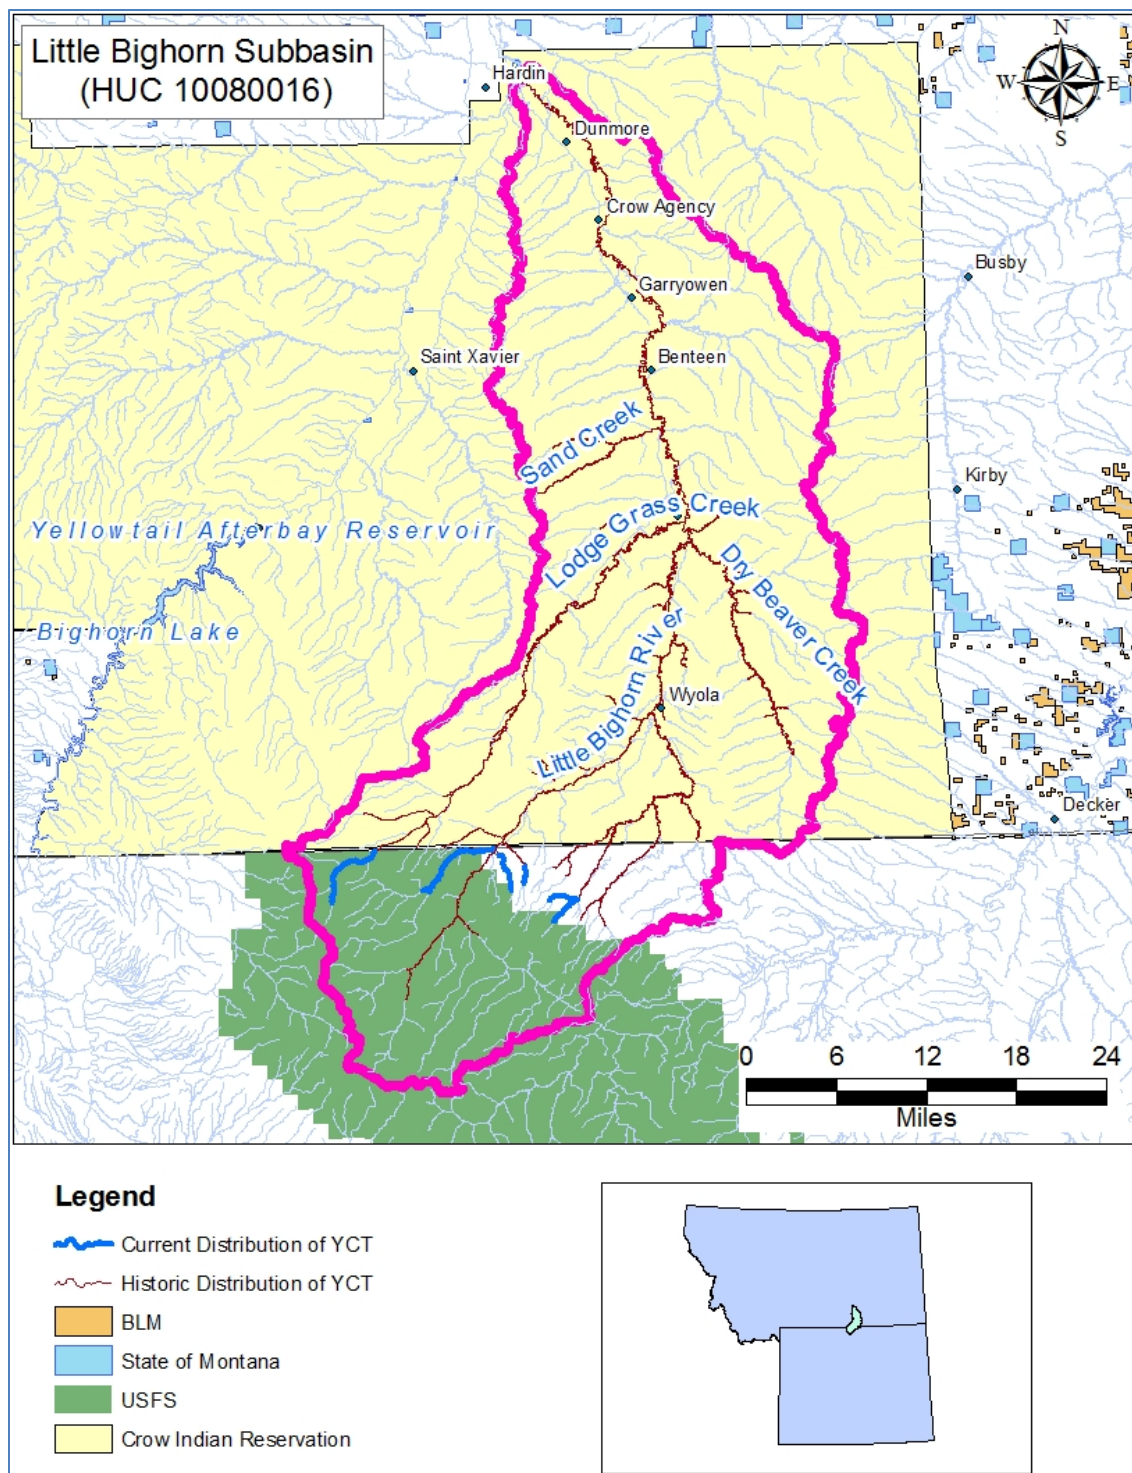 Little Bighorn Subbasin
(HUC 10080016)
N
W
E
S
Hardin
Dunmore
Crow Agency
Busby
Garryowen
Saint Xavier
Benteen
Sand Creek
Kirby
Lodge Grass Creek
Yellowtail Afterbay Reservoir
Dry Beaver Creek
Bighorn Lake
Little Bighorn River
Wyola
Decker
0 6 12 18 24
Miles
Legend
Current Distribution of YCT
Historic Distribution of YCT
BLM
State of Montana
USFS
Crow Indian Reservation